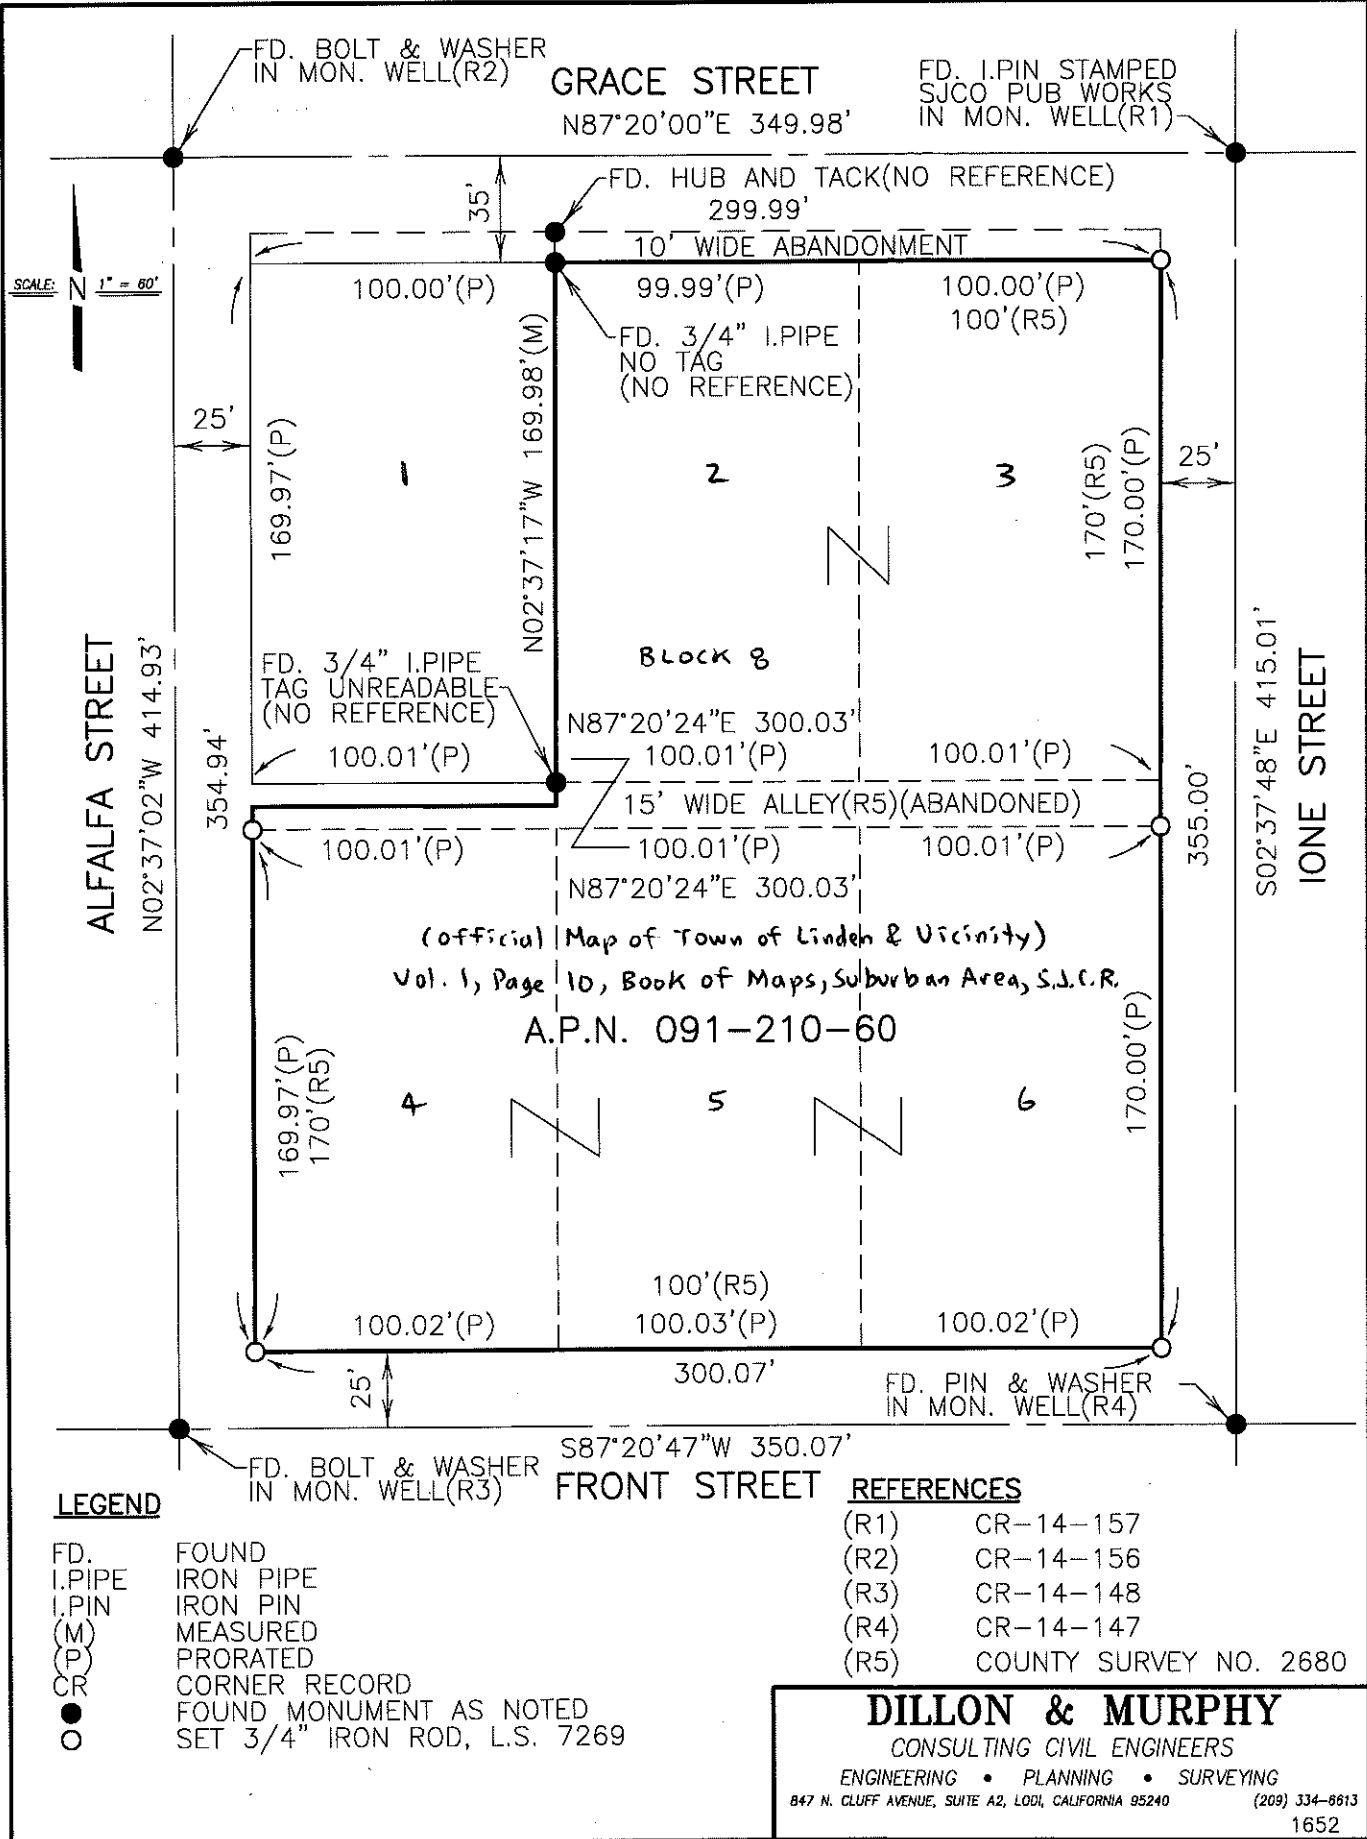 FD. BOLT & WASHER
IN MON. WELL(R2)
GRACE STREET
N87°20'00"E 349.98'
FD. I.PIN STAMPED
SJCO PUB WORKS
IN MON. WELL(R1)
35'
FD. HUB AND TACK(NO REFERENCE)
299.99'
10' WIDE ABANDONMENT
SCALE: N 1" = 60'
100.00'(P)
99.99'(P)
100.00'(P)
100'(R5)
FD. 3/4" I.PIPE
NO TAG
(NO REFERENCE)
N02°37'17"W 169.98'(M)
25'
169.97'(P)
1
2
3
170'(R5)
170.00'(P)
25'
ALFALFA STREET
N02°37'02"W 414.93'
354.94'
FD. 3/4" I.PIPE
TAG UNREADABLE
(NO REFERENCE)
BLOCK 8
N87°20'24"E 300.03'
100.01'(P)
100.01'(P)
100.01'(P)
15' WIDE ALLEY(R5)(ABANDONED)
100.01'(P)
100.01'(P)
100.01'(P)
N87°20'24"E 300.03'
355.00'
S02°37'48"E 415.01'
IONE STREET
(Official Map of Town of Linden & Vicinity)
Vol. 1, Page 10, Book of Maps, Suburban Area, S.J.C.R.
A.P.N. 091-210-60
169.97'(P)
170'(R5)
4
5
6
170.00'(P)
100'(R5)
100.02'(P)
100.03'(P)
100.02'(P)
300.07'
25'
FD. PIN & WASHER
IN MON. WELL(R4)
S87°20'47"W 350.07'
FD. BOLT & WASHER
IN MON. WELL(R3)
FRONT STREET
LEGEND
FD. FOUND
I.PIPE IRON PIPE
I.PIN IRON PIN
(M) MEASURED
(P) PRORATED
CR CORNER RECORD
● FOUND MONUMENT AS NOTED
○ SET 3/4" IRON ROD, L.S. 7269
REFERENCES
(R1) CR-14-157
(R2) CR-14-156
(R3) CR-14-148
(R4) CR-14-147
(R5) COUNTY SURVEY NO. 2680
DILLON & MURPHY
CONSULTING CIVIL ENGINEERS
ENGINEERING • PLANNING • SURVEYING
847 N. CLUFF AVENUE, SUITE A2, LODI, CALIFORNIA 95240 (209) 334-6613
1652